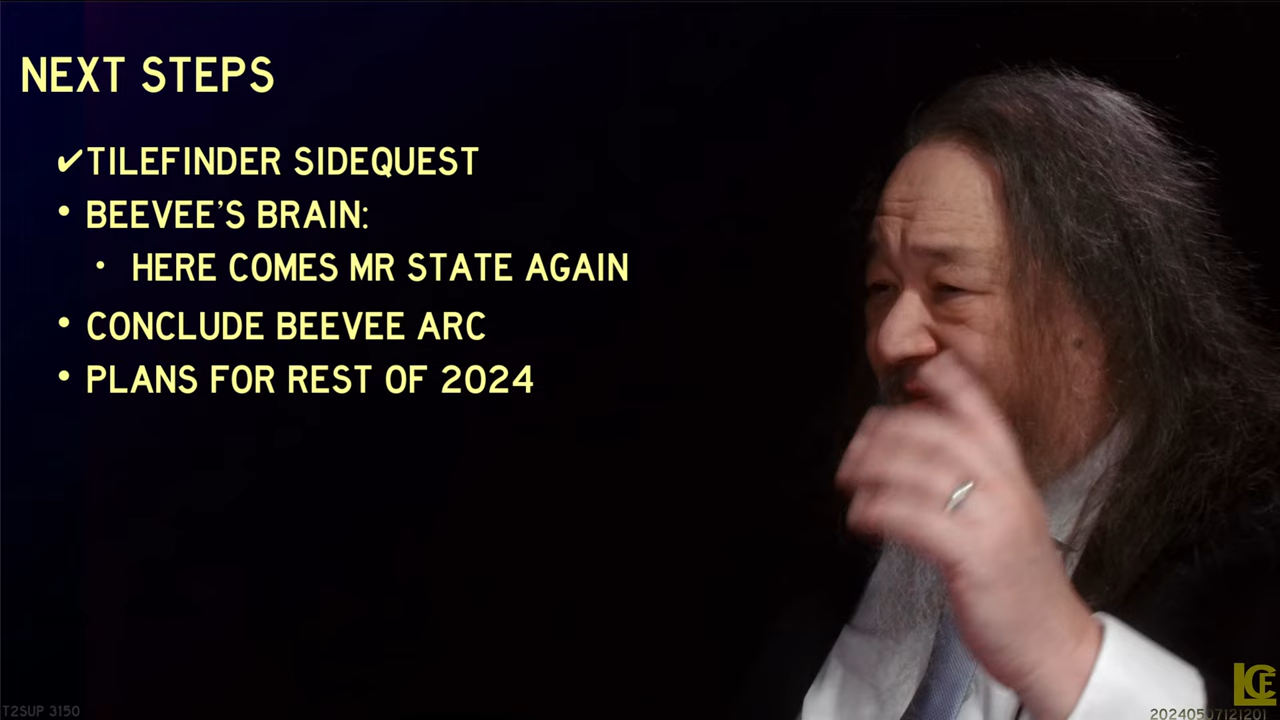 NEXT STEPS
✔TILEFINDER SIDEQUEST
• BEEVEE'S BRAIN:
• HERE COMES MR STATE AGAIN
• CONCLUDE BEEVEE ARC
• PLANS FOR REST OF 2024
T2SUP 3150
20240507121201